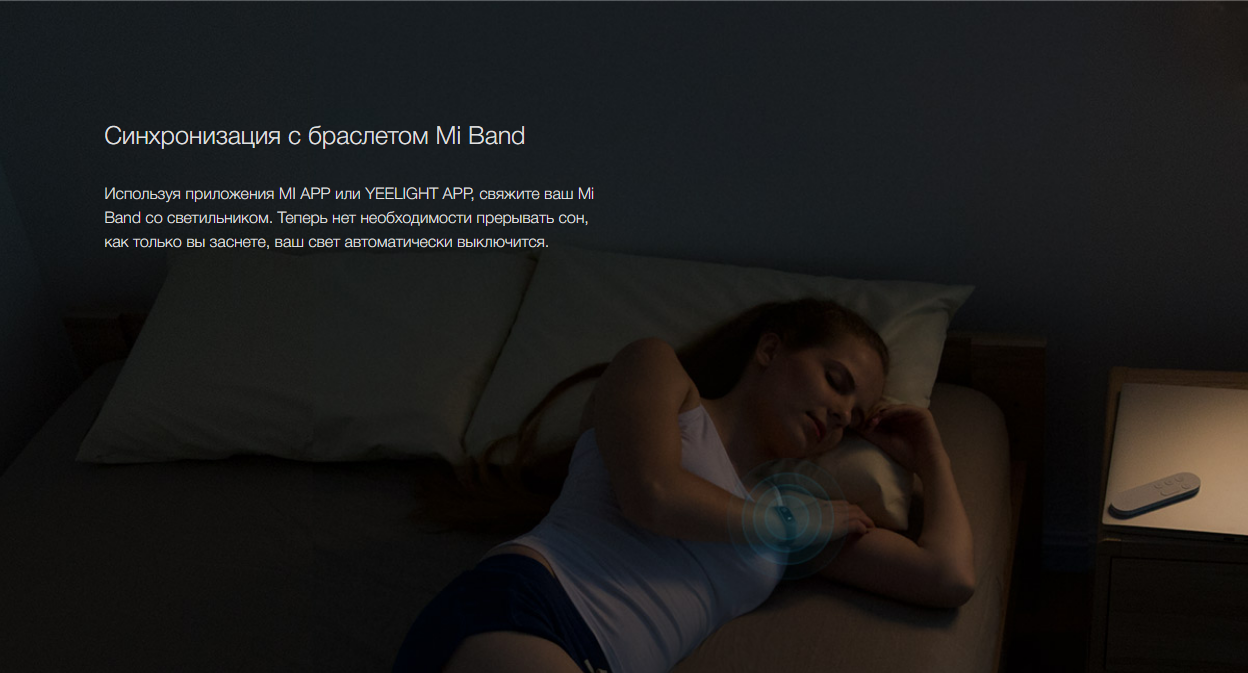 Синхронизация с браслетом Mi Band
Используя приложения MI APP или YEELIGHT APP, свяжите ваш Mi
Band со светильником. Теперь нет необходимости прерывать сон,
как только вы заснете, ваш свет автоматически выключится.